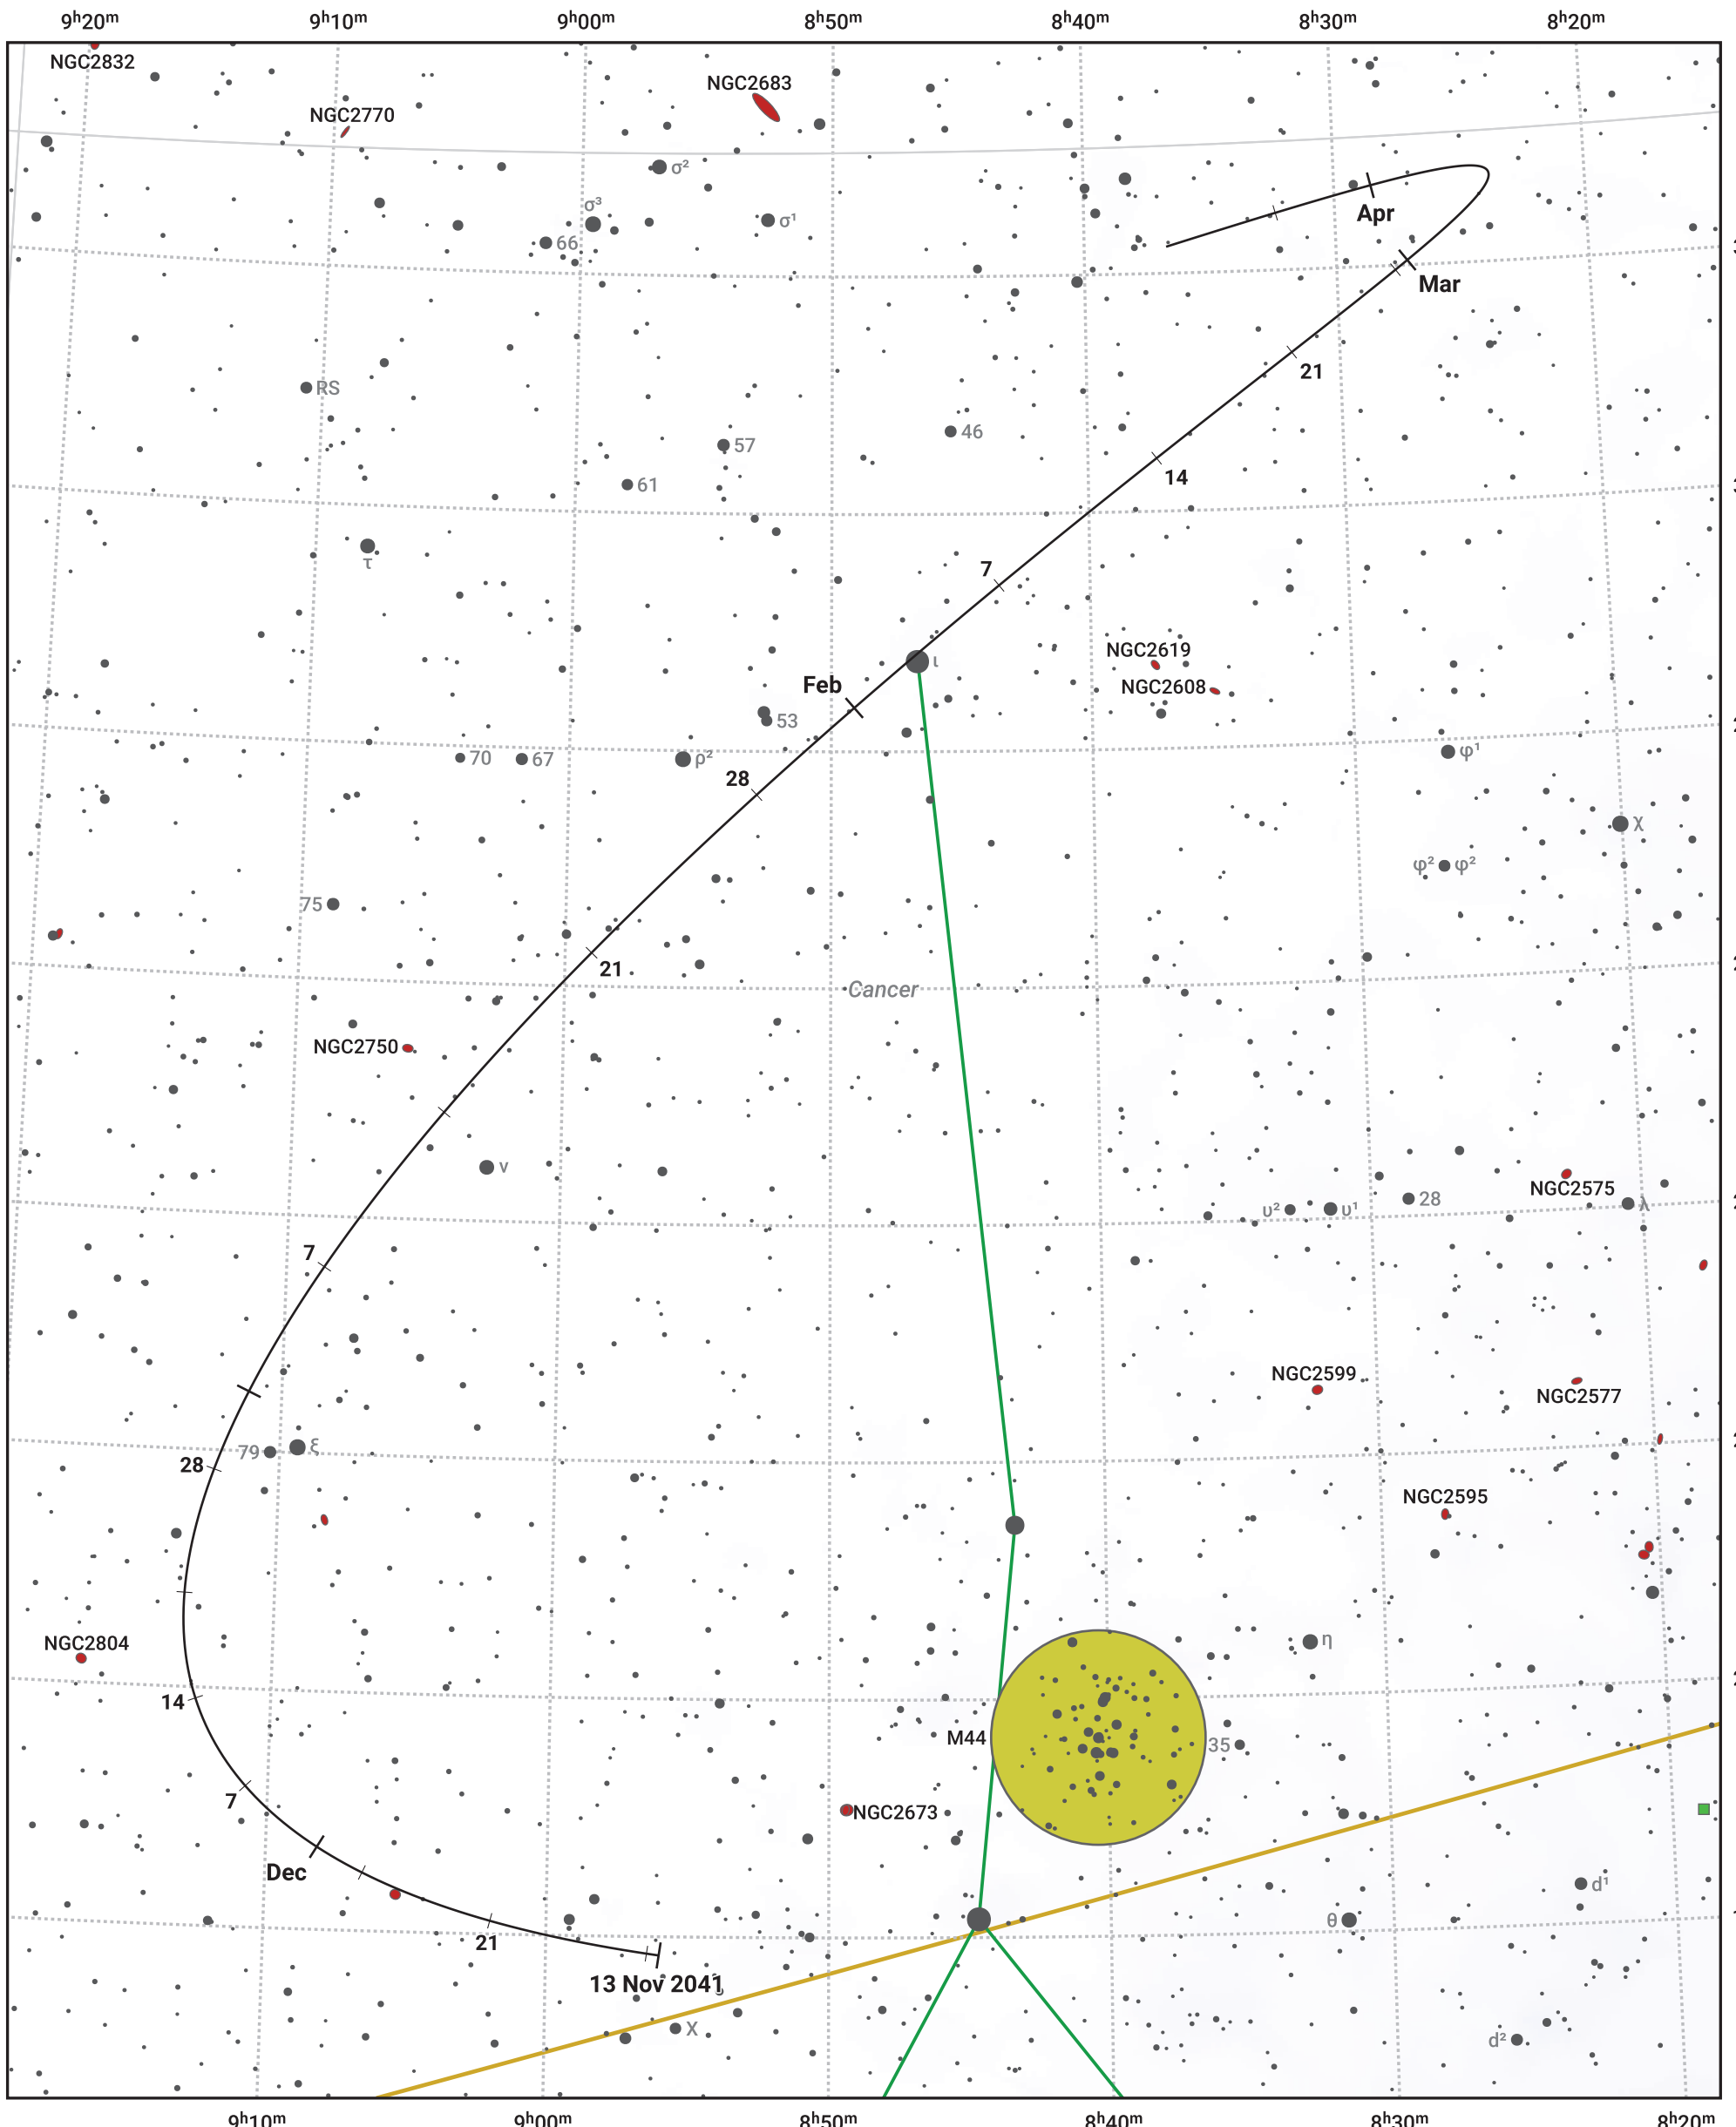 9h20m 9h10m 9h00m 8h50m 8h40m 8h30m 8h20m
NGC2832
NGC2683
NGC2770
σ²
σ³
σ¹
66
Apr
Mar
21
RS
46
57
14
61
τ
7
NGC2619
ι
NGC2608
Feb
53
φ¹
70
67
ρ²
28
χ
φ² φ²
75
21
Cancer
NGC2750
ν
NGC2575
28
υ² υ¹
λ
7
NGC2599
NGC2577
79 ξ
28
NGC2595
NGC2804
η
14
M44
35
7
NGC2673
Dec
d¹
θ
21
13 Nov 2041
χ
d²
9h10m 9h00m 8h50m 8h40m 8h30m 8h20m